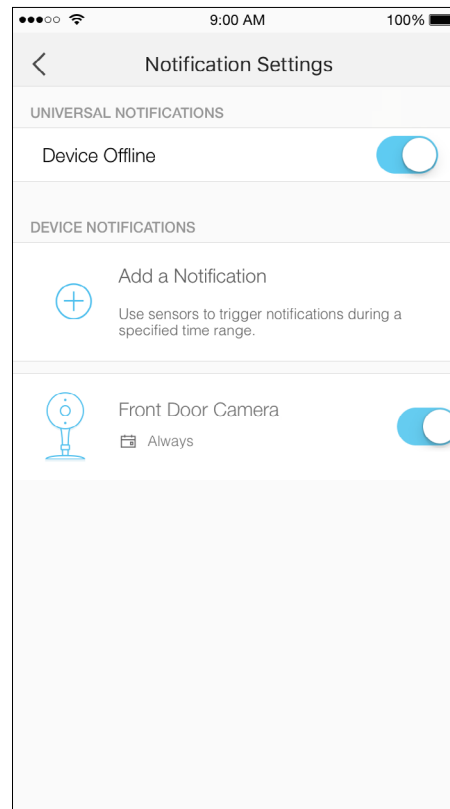 9:00 AM
100%
Notification Settings
UNIVERSAL NOTIFICATIONS
Device Offline
DEVICE NOTIFICATIONS
Add a Notification
Use sensors to trigger notifications during a
specified time range.
Front Door Camera
Always